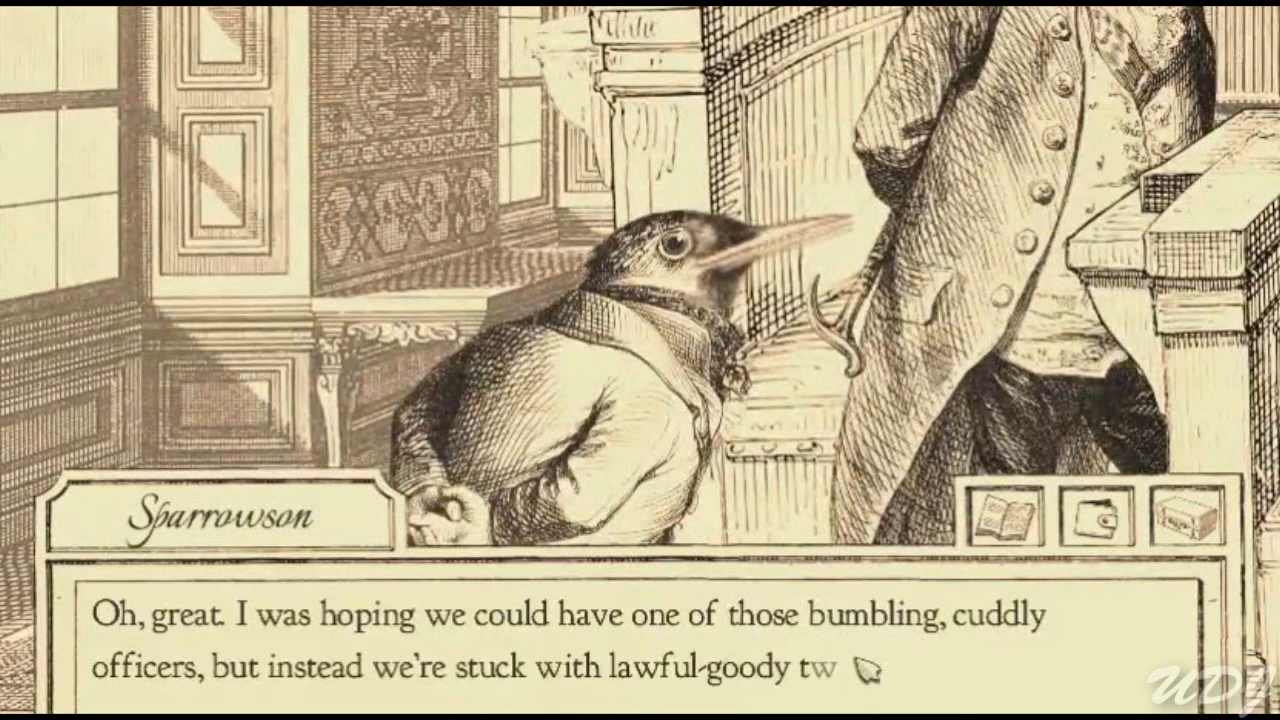 Sparrowson
Oh, great. I was hoping we could have one of those bumbling, cuddly
officers, but instead we're stuck with lawful-goody tw